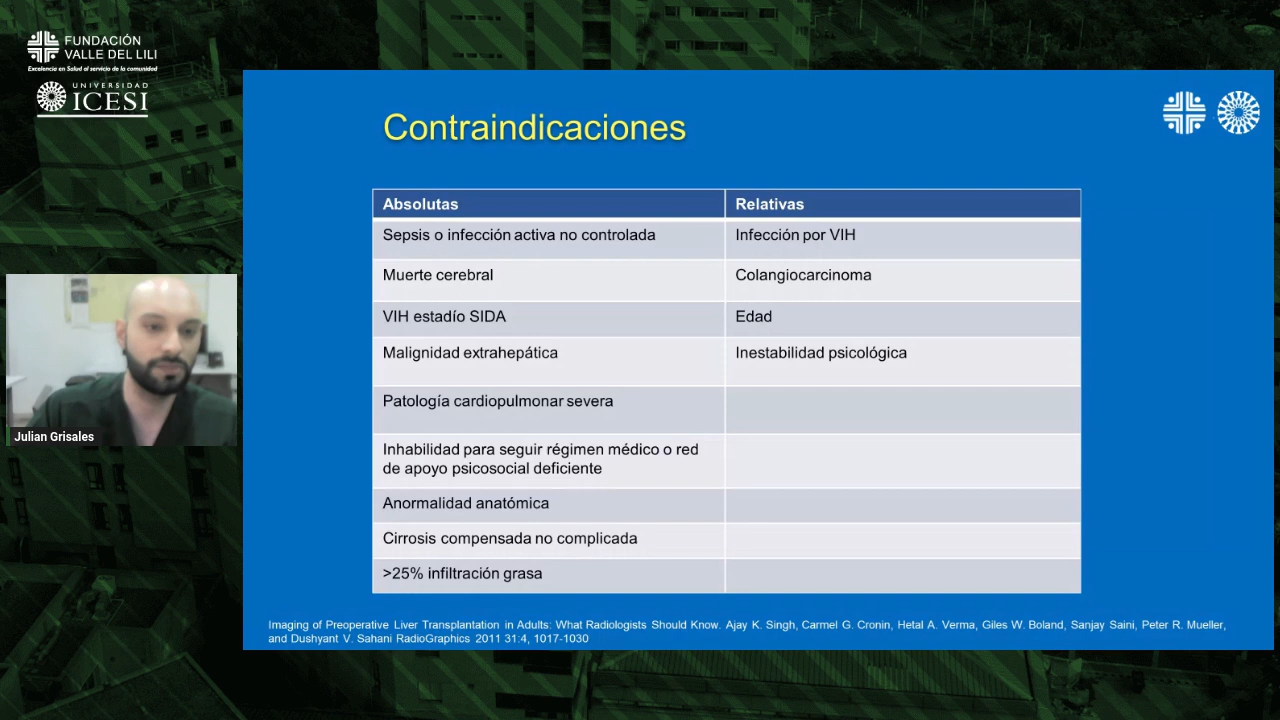 FUNDACIÓN
VALLE DEL LILI
Excelencia en Salud al servicio de la comunidad
UNIVERSIDAD
ICESI
Contraindicaciones
Absolutas
Relativas
Sepsis o infección activa no controlada
Infección por VIH
Muerte cerebral
Colangiocarcinoma
VIH estadío SIDA
Edad
Malignidad extrahepática
Inestabilidad psicológica
Patología cardiopulmonar severa
Inhabilidad para seguir régimen médico o red
de apoyo psicosocial deficiente
Anormalidad anatómica
Cirrosis compensada no complicada
>25% infiltración grasa
Imaging of Preoperative Liver Transplantation in Adults: What Radiologists Should Know. Ajay K. Singh, Carmel G. Cronin, Hetal A. Verma, Giles W. Boland, Sanjay Saini, Peter R. Mueller,
and Dushyant V. Sahani RadioGraphics 2011 31:4, 1017-1030
Julian Grisales